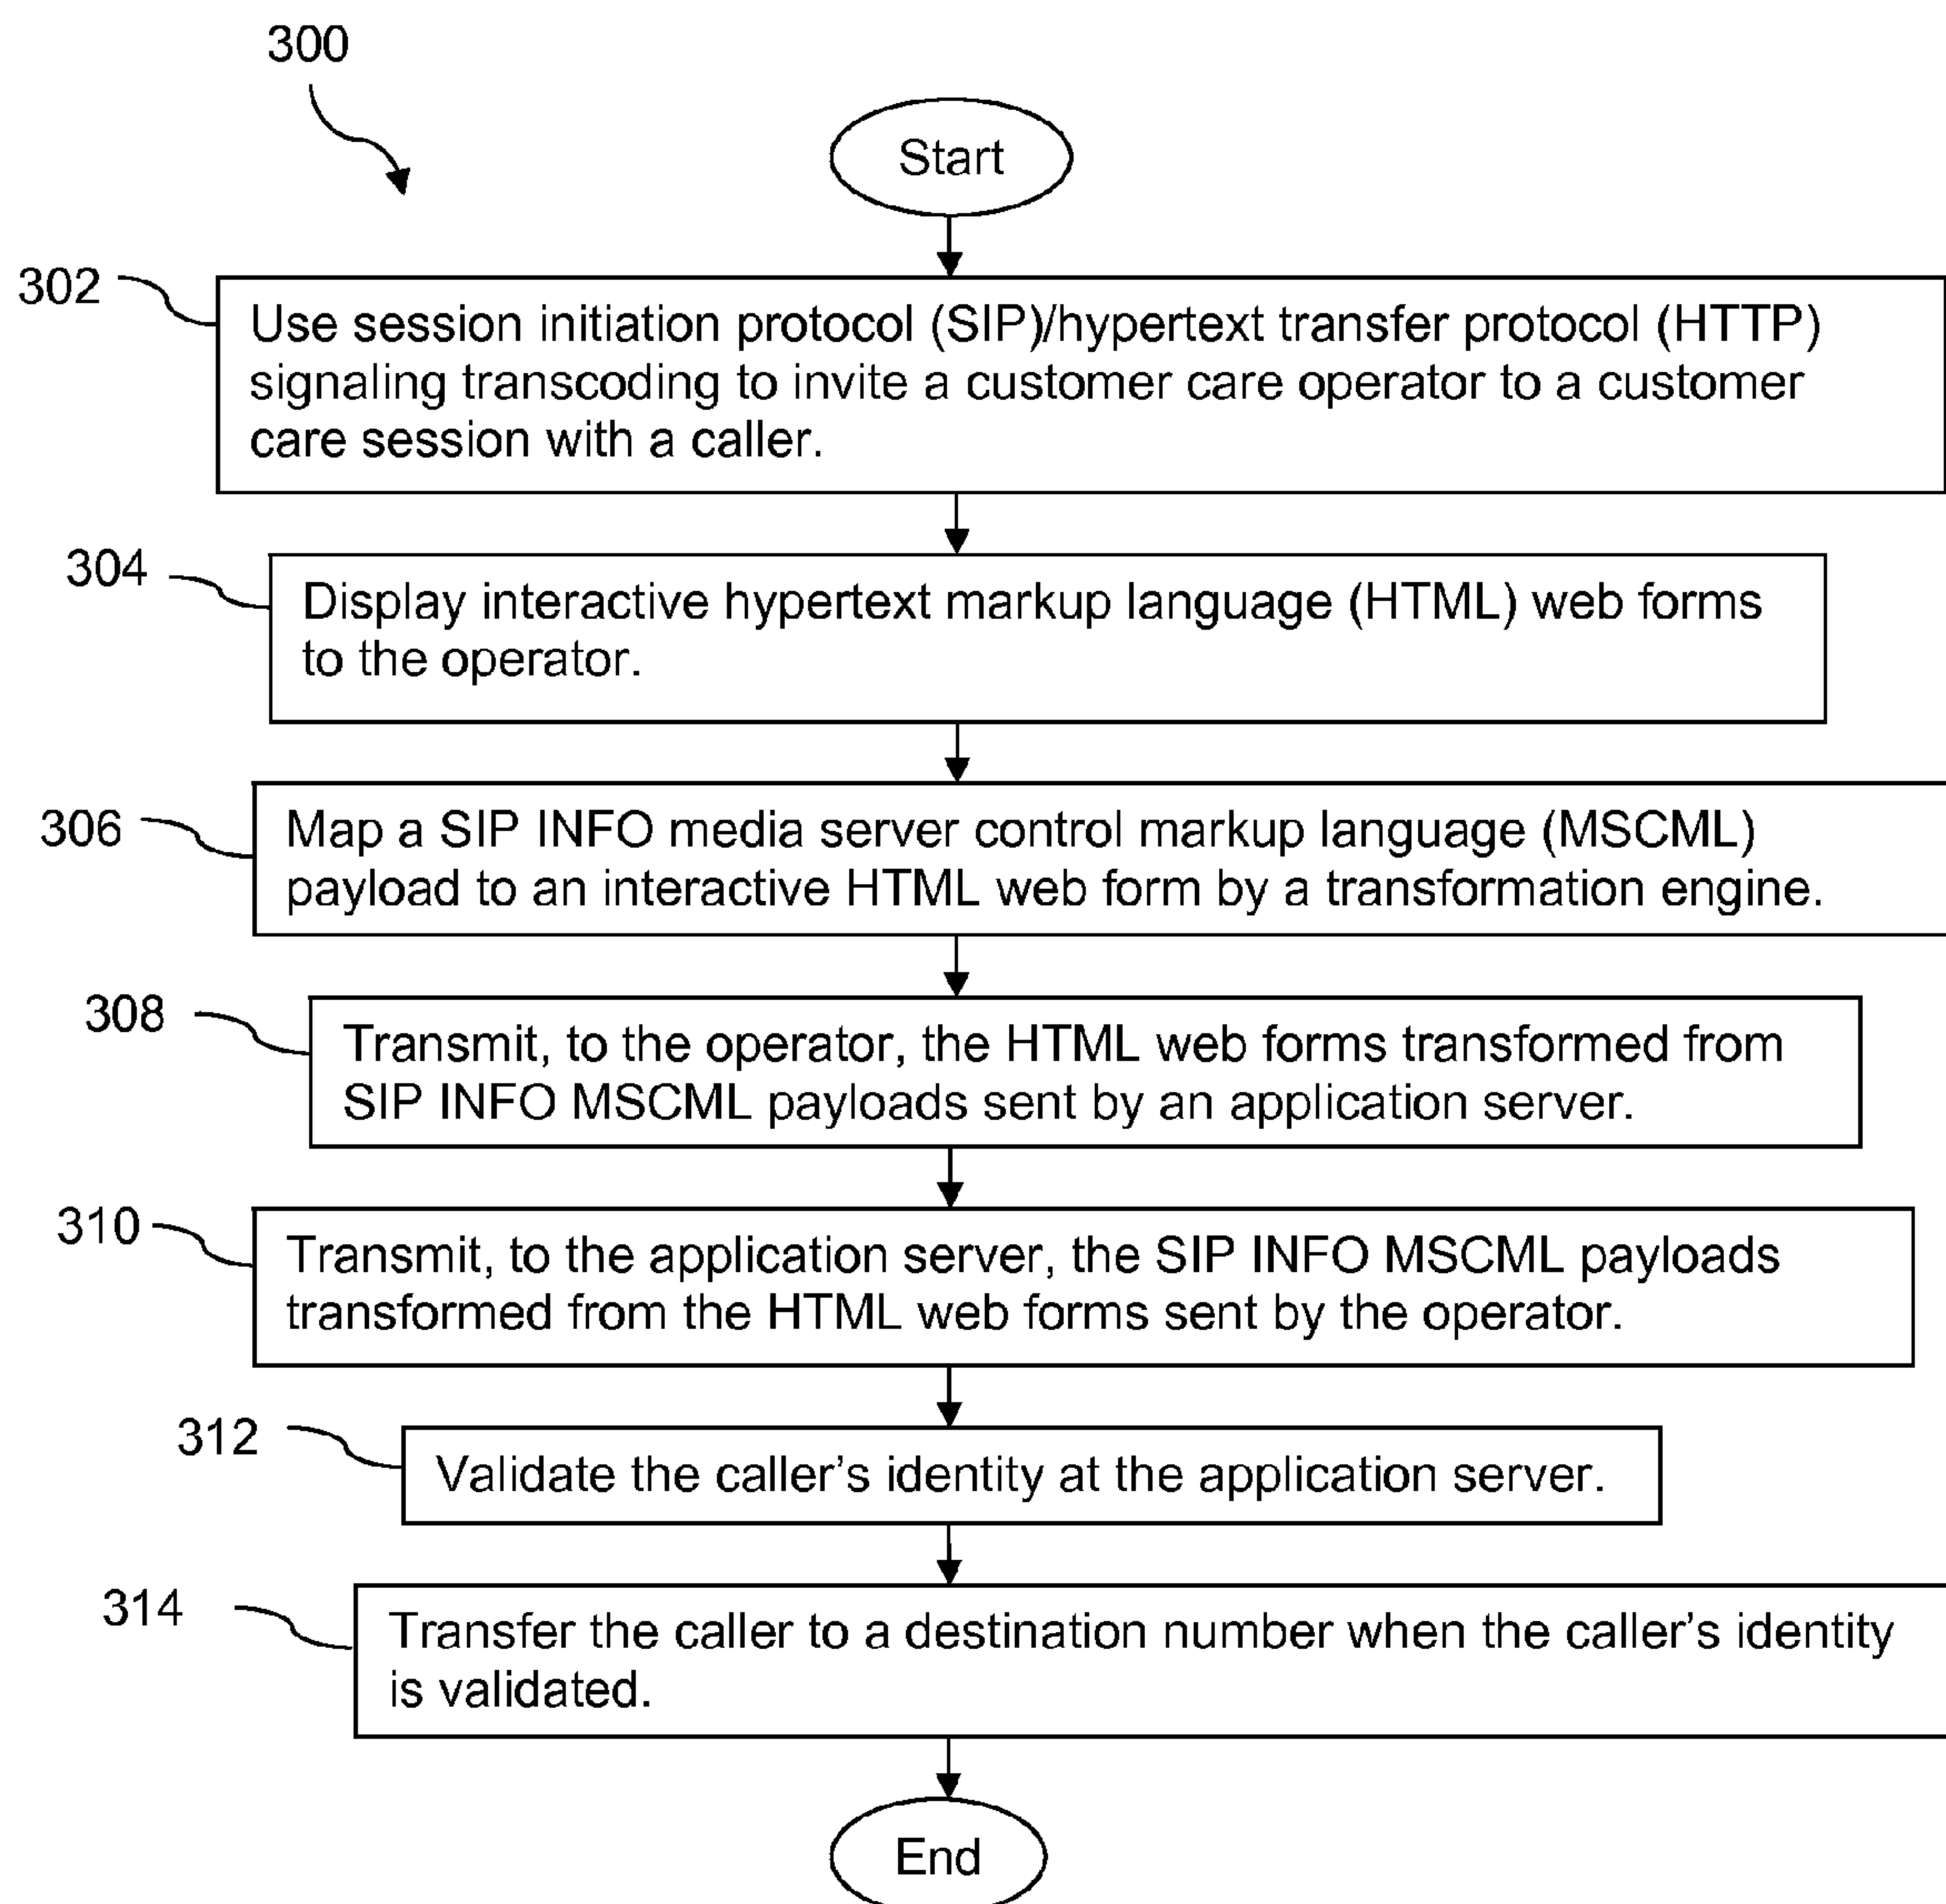 300
Start
302
Use session initiation protocol (SIP)/hypertext transfer protocol (HTTP)
signaling transcoding to invite a customer care operator to a customer
care session with a caller.
304
Display interactive hypertext markup language (HTML) web forms
to the operator.
306
Map a SIP INFO media server control markup language (MSCML)
payload to an interactive HTML web form by a transformation engine.
308
Transmit, to the operator, the HTML web forms transformed from
SIP INFO MSCML payloads sent by an application server.
310
Transmit, to the application server, the SIP INFO MSCML payloads
transformed from the HTML web forms sent by the operator.
312
Validate the caller’s identity at the application server.
314
Transfer the caller to a destination number when the caller’s identity
is validated.
End